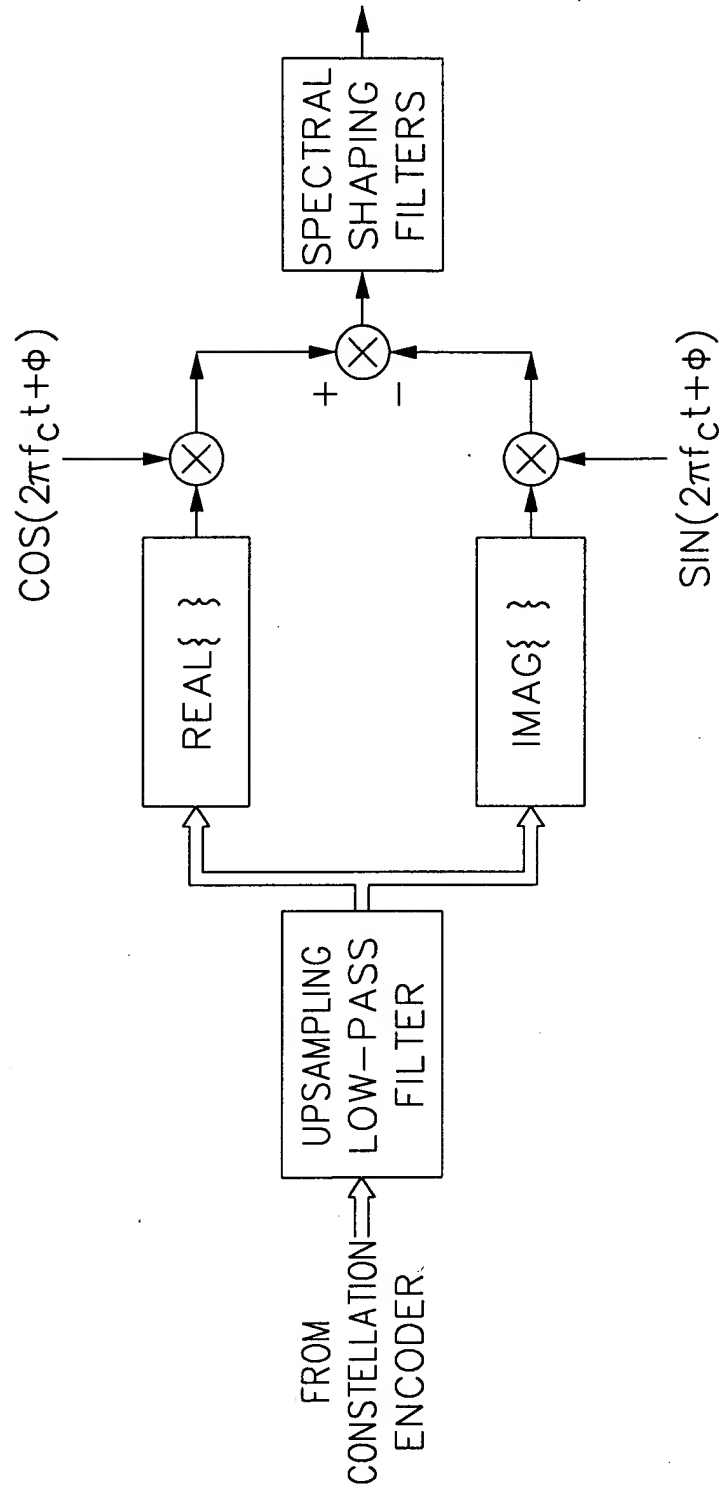 FROM
CONSTELLATION
ENCODER
UPSAMPLING
LOW-PASS
FILTER
REAL{ }
IMAG{ }
COS(2πfct+Φ)
SIN(2πfct+Φ)
+
-
SPECTRAL
SHAPING
FILTERS